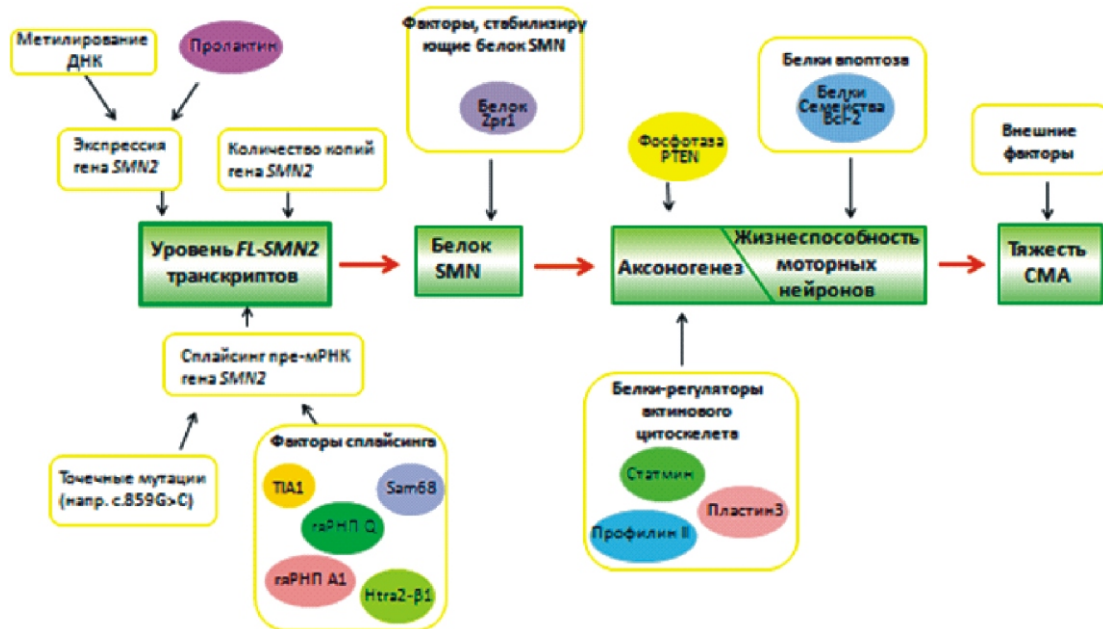 Метилирование
ДНК
Пролактин
Факторы, стабилизиру
ющие белок SMN
Белок
Zpr1
Белки апоптоза
Белки
Семейства
Bcl-2
Фосфотаза
PTEN
Внешние
факторы
Экспрессия
гена SMN2
Количество копий
гена SMN2
Уровень FL-SMN2
транскриптов
Белок
SMN
Аксоногенез
Жизнеспособность
моторных
нейронов
Тяжесть
СМА
Сплайсинг пре-мРНК
гена SMN2
Точечные мутации
(напр. c.859G>C)
Факторы сплайсинга
TIA1
Sam68
гяРНП Q
гяРНП A1
Htra2-β1
Белки-регуляторы
актинового
цитоскелета
Статмин
Пластин3
Профилин II